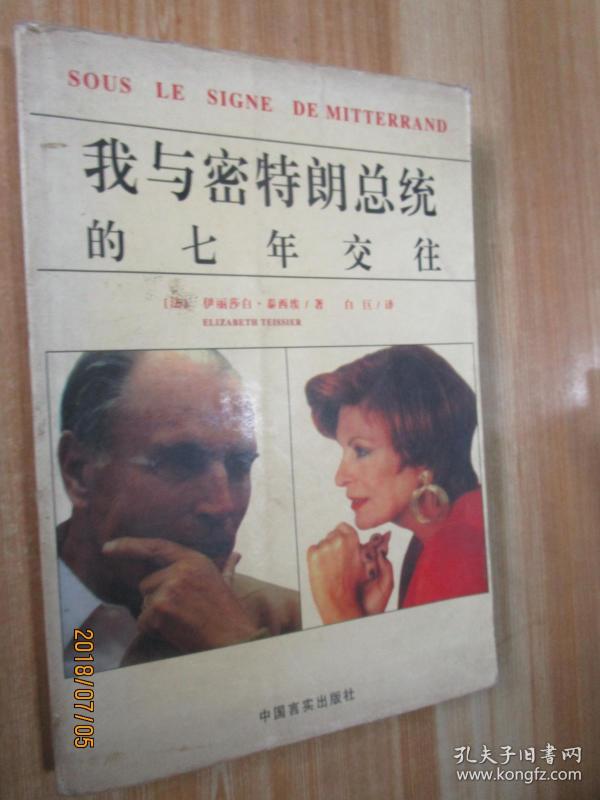 SOUS LE SIGNE DE MITTERRAND
我与密特朗总统
的七年交往
[法] 伊丽莎白·泰西埃/著 白巨/译
ELIZABETH TEISSIER
中国言实出版社
2018/07/05
孔夫子旧书网
www.kongfz.com